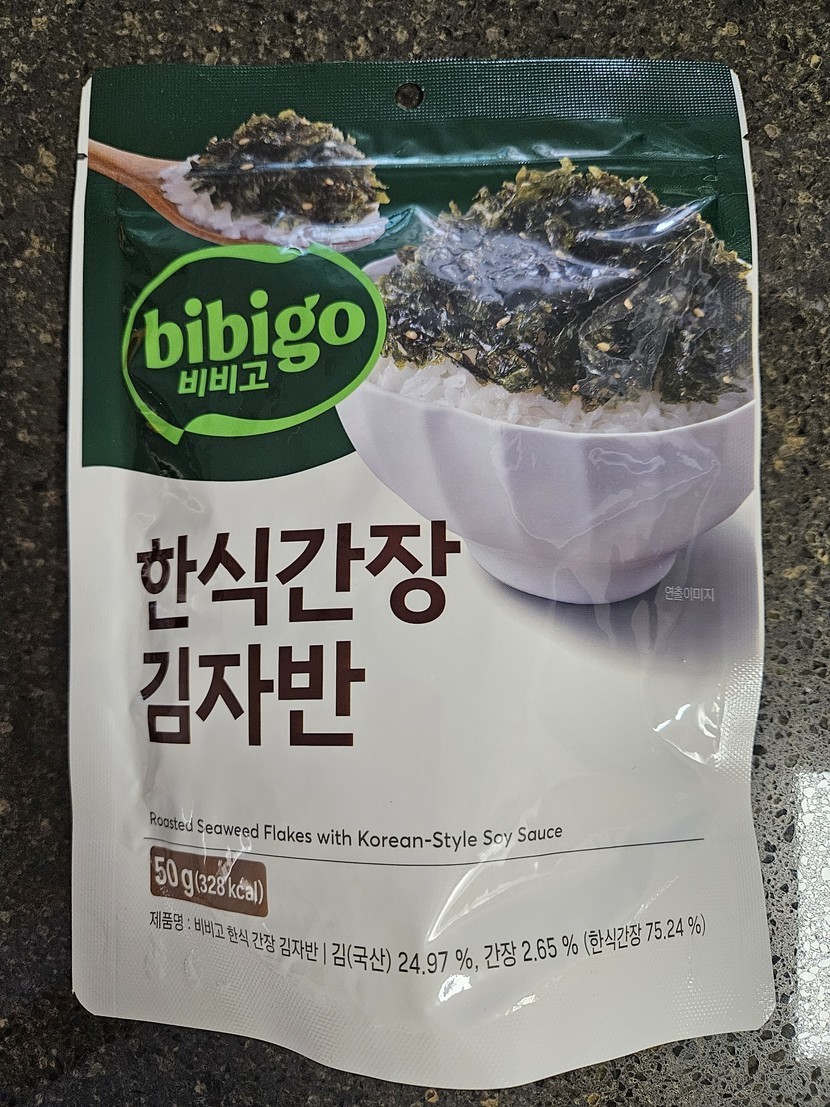 bibigo
비비고
한식간장
김자반
연출이미지
Roasted Seaweed Flakes with Korean-Style Soy Sauce
50 g(328 kcal)
제품명 : 비비고 한식 간장 김자반 | 김(국산) 24.97 %, 간장 2.65 % (한식간장 75.24 %)